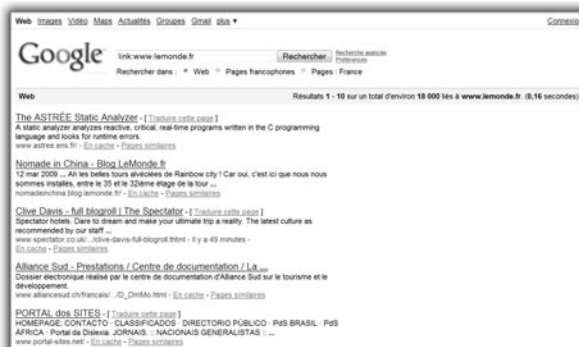 Web Images Vidéo Maps Actualités Groupes Gmail plus ▼ Connexio
Google link:www.lemonde.fr Rechercher Recherche avancée
Préférences
Rechercher dans : Web Pages francophones Pages : France
Web Résultats 1 - 10 sur un total d'environ 18 000 liés à www.lemonde.fr. (0,16 secondes)
The ASTRÉE Static Analyzer - [ Traduire cette page ]
A static analyzer analyzes reactive, critical, real-time programs written in the C programming
language and looks for runtime errors.
www.astree.ens.fr/ - En cache - Pages similaires
Nomade in China - Blog LeMonde.fr
12 mar 2009 ... Ah les belles tours alvéolées de Rainbow city ! Car oui, c'est ici que nous nous
sommes installés, entre le 35 et le 32ième étage de la tour ...
nomadeinchina.blog.lemonde.fr/ - En cache - Pages similaires
Clive Davis - full blogroll | The Spectator - [ Traduire cette page ]
Spectator hotels. Dare to dream and make your ultimate trip a reality. The latest culture as
recommended by our staff ...
www.spectator.co.uk/.../clive-davis-full-blogroll.thtml - Il y a 49 minutes -
En cache - Pages similaires
Alliance Sud - Prestations / Centre de documentation / La ...
Dossier électronique réalisé par le centre de documentation d'Alliance Sud sur le tourisme et le
développement.
www.alliancesud.ch/francais/.../D_DmMo.html - En cache - Pages similaires
PORTAL dos SITES - [ Traduire cette page ]
HOMEPAGE; CONTACTO · CLASSIFICADOS · DIRECTORIO PÚBLICO · PdS BRASIL · PdS
ÁFRICA · Portal da Dislexia. JORNAIS. :: NACIONAIS GENERALISTAS :: ...
www.portal-sites.net/ - En cache - Pages similaires